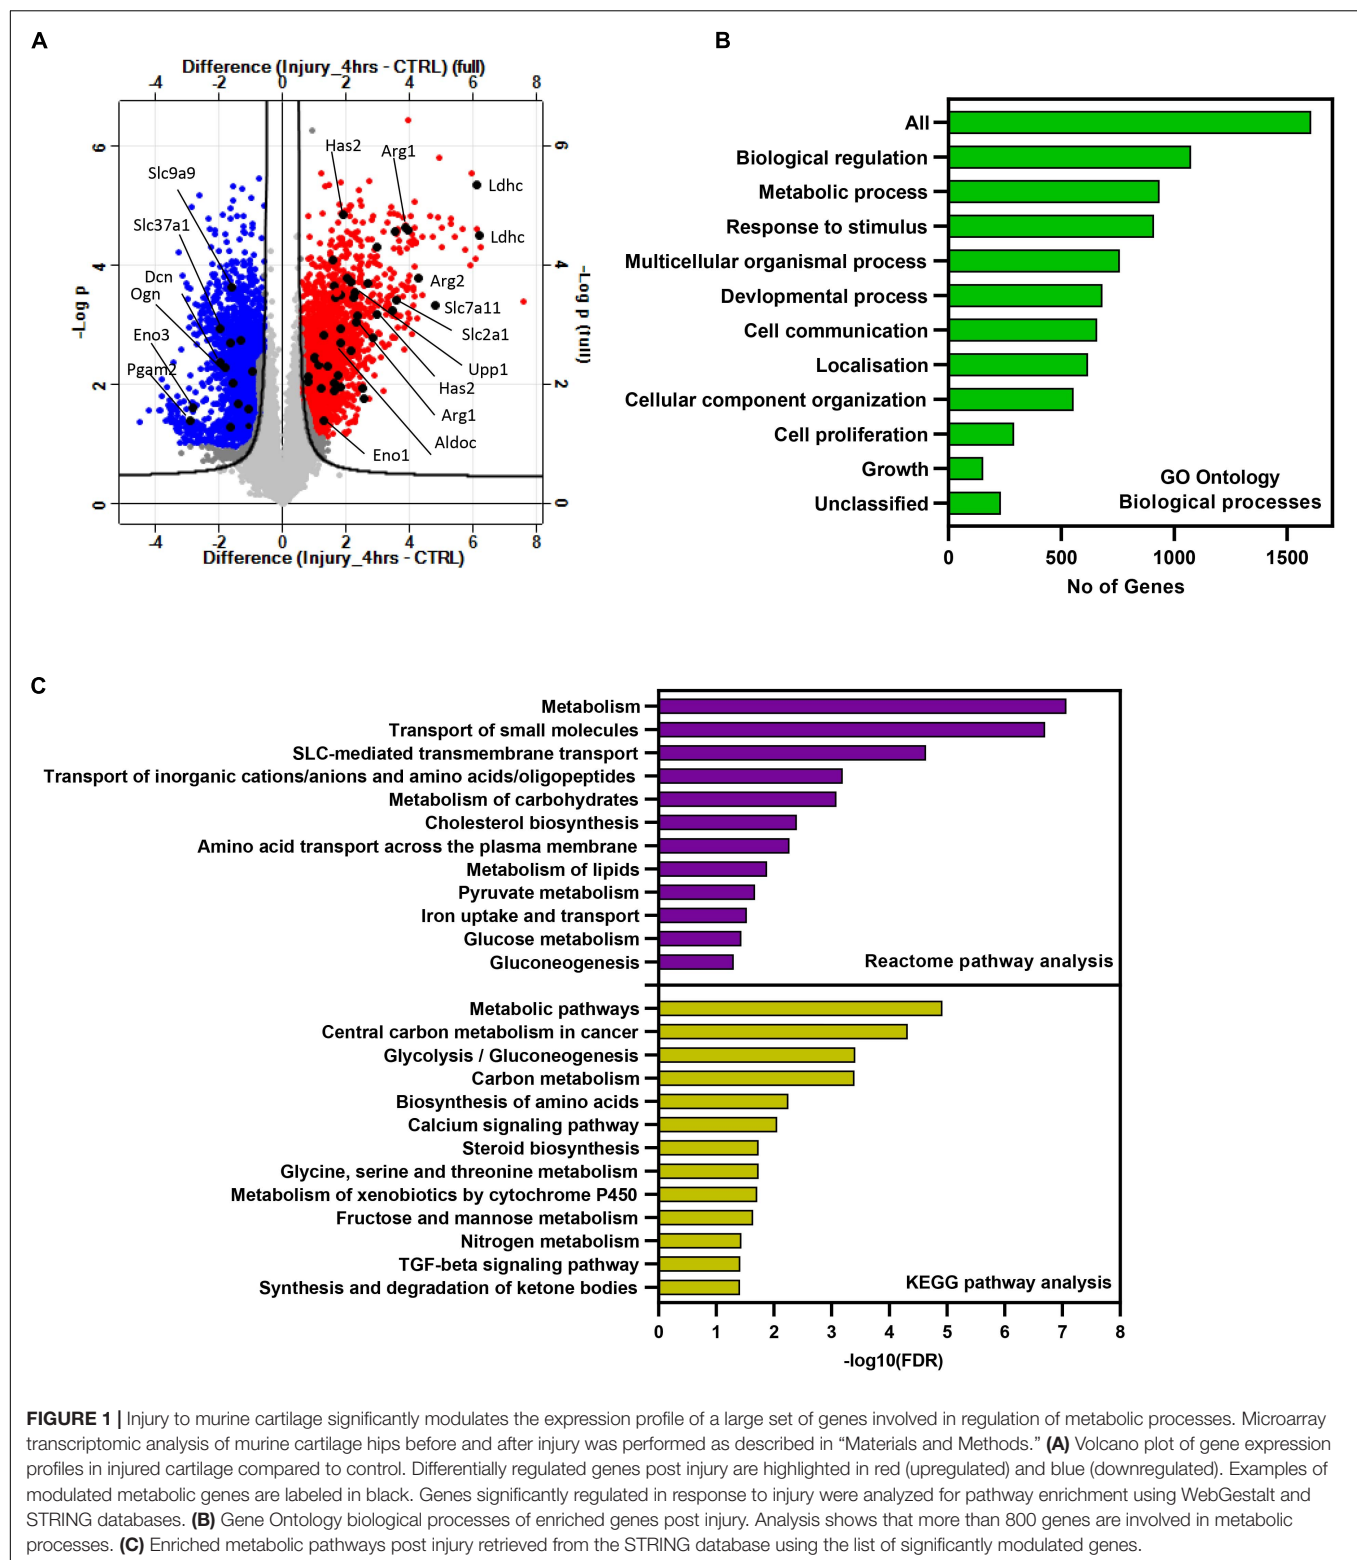 A
Difference (Injury_4hrs - CTRL) (full)
-4 -2 0 2 4 6 8
-Log p
6
4
2
0
-Log p (full)
6
4
2
0
Slc9a9
Slc37a1
Dcn
Ogn
Eno3
Pgam2
Has2
Arg1
Ldhc
Ldhc
Arg2
Slc7a11
Slc2a1
Upp1
Has2
Arg1
Aldoc
Eno1
-4 -2 0 2 4 6 8
Difference (Injury_4hrs - CTRL)
B
All
Biological regulation
Metabolic process
Response to stimulus
Multicellular organismal process
Devlopmental process
Cell communication
Localisation
Cellular component organization
Cell proliferation
Growth
Unclassified
GO Ontology
Biological processes
0 500 1000 1500
No of Genes
C
Metabolism
Transport of small molecules
SLC-mediated transmembrane transport
Transport of inorganic cations/anions and amino acids/oligopeptides
Metabolism of carbohydrates
Cholesterol biosynthesis
Amino acid transport across the plasma membrane
Metabolism of lipids
Pyruvate metabolism
Iron uptake and transport
Glucose metabolism
Gluconeogenesis
Reactome pathway analysis
Metabolic pathways
Central carbon metabolism in cancer
Glycolysis / Gluconeogenesis
Carbon metabolism
Biosynthesis of amino acids
Calcium signaling pathway
Steroid biosynthesis
Glycine, serine and threonine metabolism
Metabolism of xenobiotics by cytochrome P450
Fructose and mannose metabolism
Nitrogen metabolism
TGF-beta signaling pathway
Synthesis and degradation of ketone bodies
KEGG pathway analysis
0 1 2 3 4 5 6 7 8
-log10(FDR)
FIGURE 1 | Injury to murine cartilage significantly modulates the expression profile of a large set of genes involved in regulation of metabolic processes. Microarray
transcriptomic analysis of murine cartilage hips before and after injury was performed as described in “Materials and Methods.” (A) Volcano plot of gene expression
profiles in injured cartilage compared to control. Differentially regulated genes post injury are highlighted in red (upregulated) and blue (downregulated). Examples of
modulated metabolic genes are labeled in black. Genes significantly regulated in response to injury were analyzed for pathway enrichment using WebGestalt and
STRING databases. (B) Gene Ontology biological processes of enriched genes post injury. Analysis shows that more than 800 genes are involved in metabolic
processes. (C) Enriched metabolic pathways post injury retrieved from the STRING database using the list of significantly modulated genes.